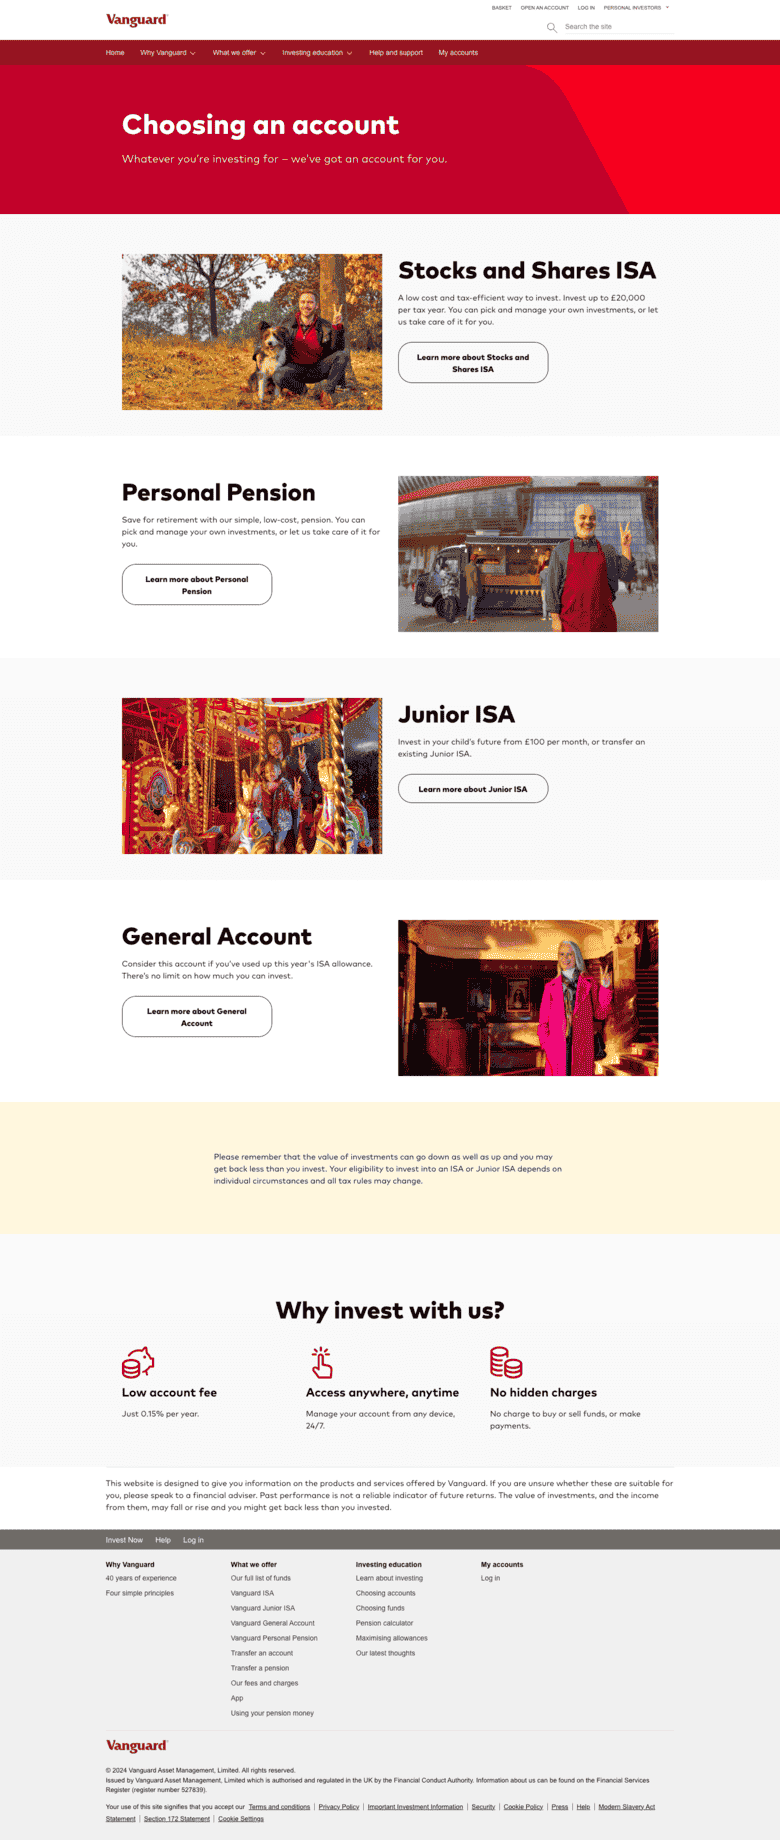 BASKET OPEN AN ACCOUNT LOG IN PERSONAL INVESTORS
Vanguard
Search the site
Home Why Vanguard What we offer Investing education Help and support My accounts
Choosing an account
Whatever you're investing for – we've got an account for you.
Stocks and Shares ISA
A low cost and tax-efficient way to invest. Invest up to £20,000
per tax year. You can pick and manage your own investments, or let
us take care of it for you.
Learn more about Stocks and
Shares ISA
Personal Pension
Save for retirement with our simple, low-cost, pension. You can
pick and manage your own investments, or let us take care of it for
you.
Learn more about Personal
Pension
Junior ISA
Invest in your child's future from £100 per month, or transfer an
existing Junior ISA.
Learn more about Junior ISA
General Account
Consider this account if you've used up this year's ISA allowance.
There's no limit on how much you can invest.
Learn more about General
Account
Please remember that the value of investments can go down as well as up and you may
get back less than you invest. Your eligibility to invest into an ISA or Junior ISA depends on
individual circumstances and all tax rules may change.
Why invest with us?
Low account fee
Just 0.15% per year.
Access anywhere, anytime
Manage your account from any device,
24/7.
No hidden charges
No charge to buy or sell funds, or make
payments.
This website is designed to give you information on the products and services offered by Vanguard. If you are unsure whether these are suitable for
you, please speak to a financial adviser. Past performance is not a reliable indicator of future returns. The value of investments, and the income
from them, may fall or rise and you might get back less than you invested.
Invest Now Help Log in
Why Vanguard
40 years of experience
Four simple principles
What we offer
Our full list of funds
Vanguard ISA
Vanguard Junior ISA
Vanguard General Account
Vanguard Personal Pension
Transfer an account
Transfer a pension
Our fees and charges
App
Using your pension money
Investing education
Learn about investing
Choosing accounts
Choosing funds
Pension calculator
Maximising allowances
Our latest thoughts
My accounts
Log in
Vanguard
© 2024 Vanguard Asset Management, Limited. All rights reserved.
Issued by Vanguard Asset Management, Limited which is authorised and regulated in the UK by the Financial Conduct Authority. Information about us can be found on the Financial Services
Register (register number 527839).
Your use of this site signifies that you accept our Terms and conditions | Privacy Policy | Important Investment Information | Security | Cookie Policy | Press | Help | Modern Slavery Act
Statement | Section 172 Statement | Cookie Settings